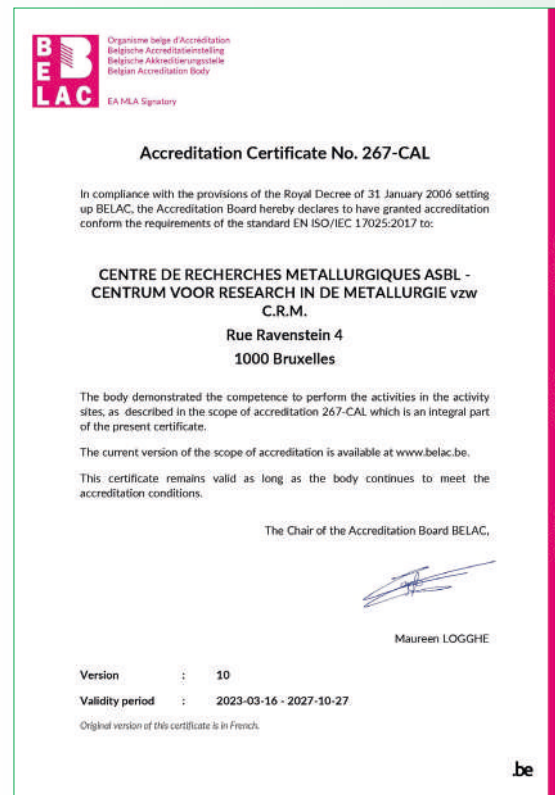 B
E
L A C
Organisme belge d'Accréditation
Belgische Accreditatieinstelling
Belgische Akkreditierungsstelle
Belgian Accreditation Body
EA MLA Signatory
Accreditation Certificate No. 267-CAL
In compliance with the provisions of the Royal Decree of 31 January 2006 setting
up BELAC, the Accreditation Board hereby declares to have granted accreditation
conform the requirements of the standard EN ISO/IEC 17025:2017 to:
CENTRE DE RECHERCHES METALLURGIQUES ASBL -
CENTRUM VOOR RESEARCH IN DE METALLURGIE vzw
C.R.M.
Rue Ravenstein 4
1000 Bruxelles
The body demonstrated the competence to perform the activities in the activity
sites, as described in the scope of accreditation 267-CAL which is an integral part
of the present certificate.
The current version of the scope of accreditation is available at www.belac.be.
This certificate remains valid as long as the body continues to meet the
accreditation conditions.
The Chair of the Accreditation Board BELAC,
Maureen LOGGHE
Version : 10
Validity period : 2023-03-16 - 2027-10-27
Original version of this certificate is in French.
.be